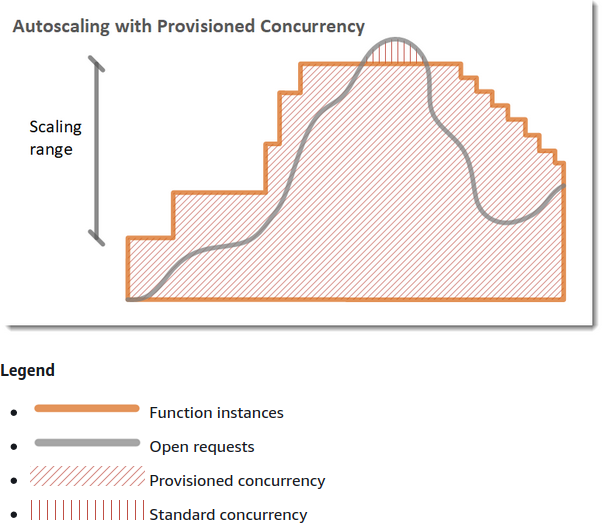 Autoscaling with Provisioned Concurrency
Scaling
range
Legend
Function instances
Open requests
Provisioned concurrency
Standard concurrency